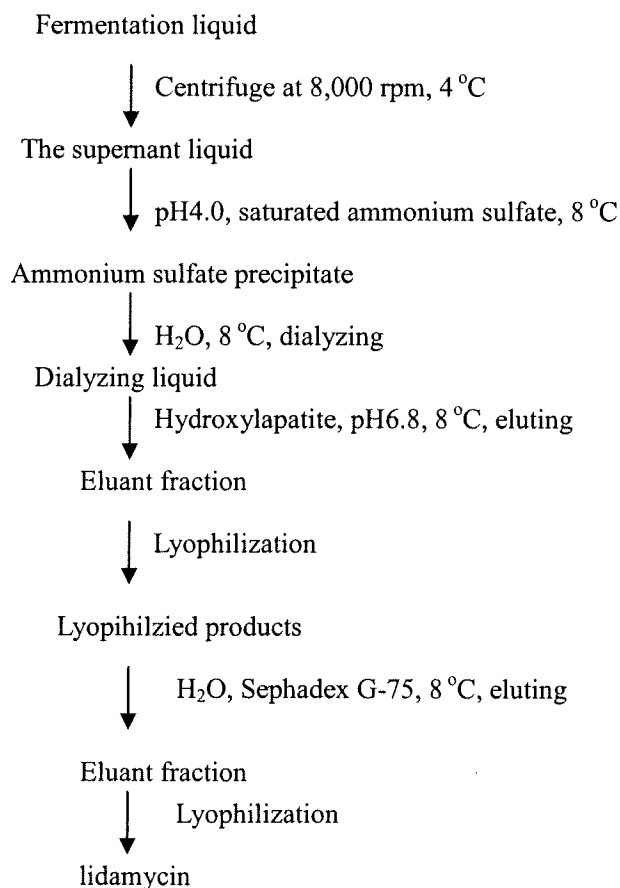 Fermentation liquid
Centrifuge at 8,000 rpm, 4 °C
The supernant liquid
pH4.0, saturated ammonium sulfate, 8 °C
Ammonium sulfate precipitate
H₂O, 8 °C, dialyzing
Dialyzing liquid
Hydroxylapatite, pH6.8, 8 °C, eluting
Eluant fraction
Lyophilization
Lyopihilzied products
H₂O, Sephadex G-75, 8 °C, eluting
Eluant fraction
Lyophilization
lidamycin